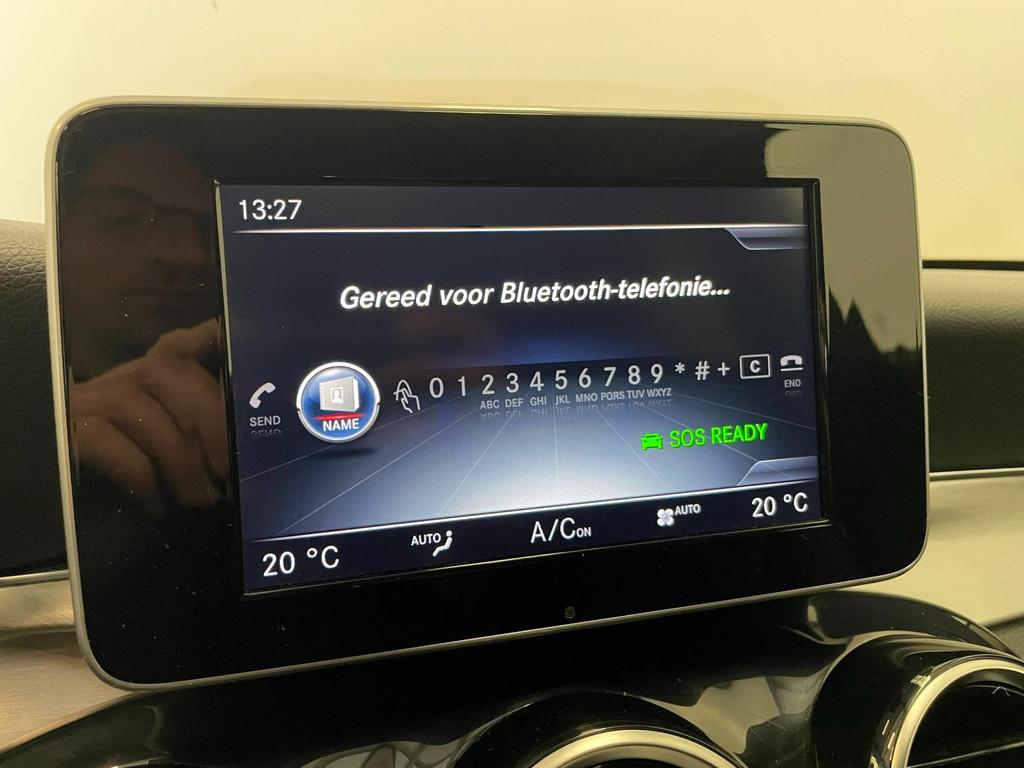 13:27
Gereed voor Bluetooth-telefonie...
SEND NAME 0 1 2 3 4 5 6 7 8 9 * # + C END
ABC DEF GHI JKL MNO PQRS TUV WXYZ
SOS READY
20 °C AUTO A/C ON AUTO 20 °C